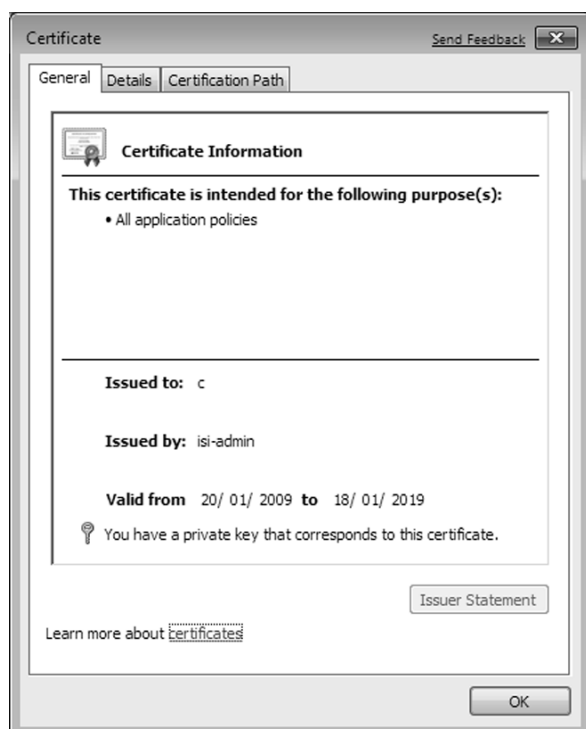 Certificate
Send Feedback
General Details Certification Path
Certificate Information
This certificate is intended for the following purpose(s):
• All application policies
Issued to: c
Issued by: isi-admin
Valid from 20/ 01/ 2009 to 18/ 01/ 2019
You have a private key that corresponds to this certificate.
Issuer Statement
Learn more about certificates
OK